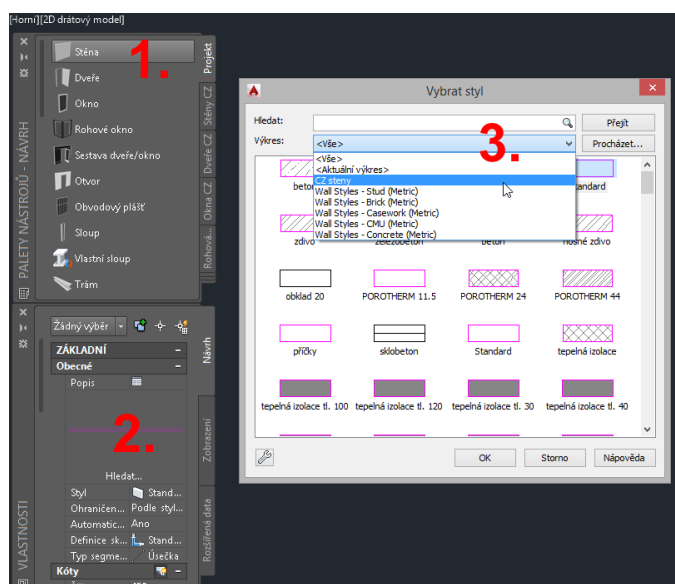 [Horní][2D drátový model]
Stěna
1.
Dveře
Okno
Rohové okno
Sestava dveře/okno
Otvor
Obvodový plášť
Sloup
Vlastní sloup
Trám
Projekt
Stěny CZ
Dveře CZ
Okna CZ
Rohová...
PALETY NÁSTROJŮ - NÁVRH
Žádný výběr
ZÁKLADNÍ
Obecné
Popis
2.
Hledat...
Styl Stand...
Ohraničen... Podle styl...
Automatic... Ano
Definice sk... Stand...
Typ segme... Úsečka
Kóty
Návrh
Zobrazení
Rozšířená data
VLASTNOSTI
Vybrat styl
Hledat: Přejít
3.
Výkres: <Vše> Procházet...
<Vše>
<Aktuální výkres>
CZ steny
Wall Styles - Stud (Metric)
Wall Styles - Brick (Metric)
Wall Styles - Casework (Metric)
Wall Styles - CMU (Metric)
Wall Styles - Concrete (Metric)
zdivo železobeton beton nosné zdivo
obklad 20 POROTHERM 11.5 POROTHERM 24 POROTHERM 44
příčky sklobeton Standard tepelná izolace
tepelná izolace tl. 100 tepelná izolace tl. 120 tepelná izolace tl. 30 tepelná izolace tl. 40
OK Storno Nápověda